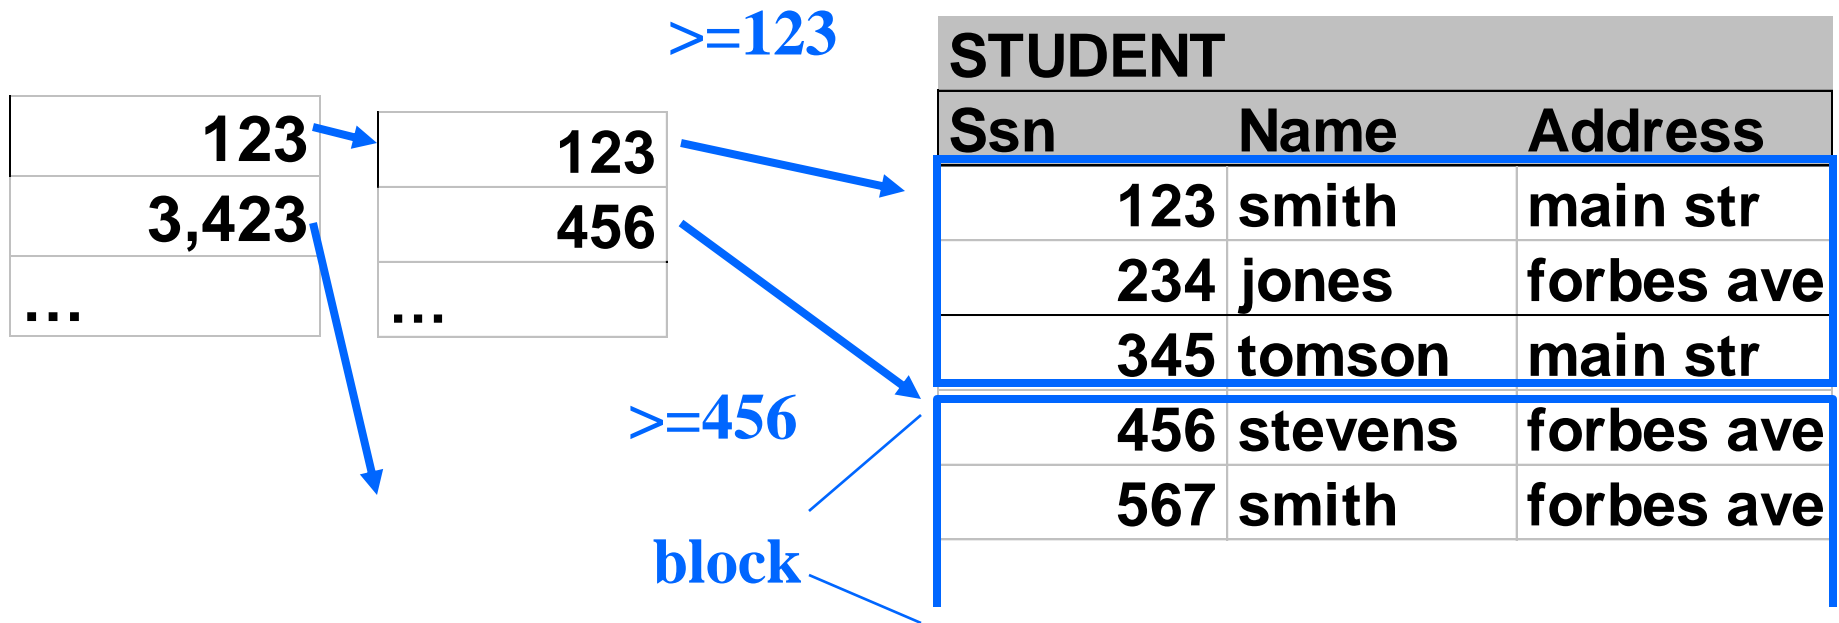 >=123
123
3,423
...
123
456
...
>=456
block
STUDENT
Ssn Name Address
123 smith main str
234 jones forbes ave
345 tomson main str
456 stevens forbes ave
567 smith forbes ave